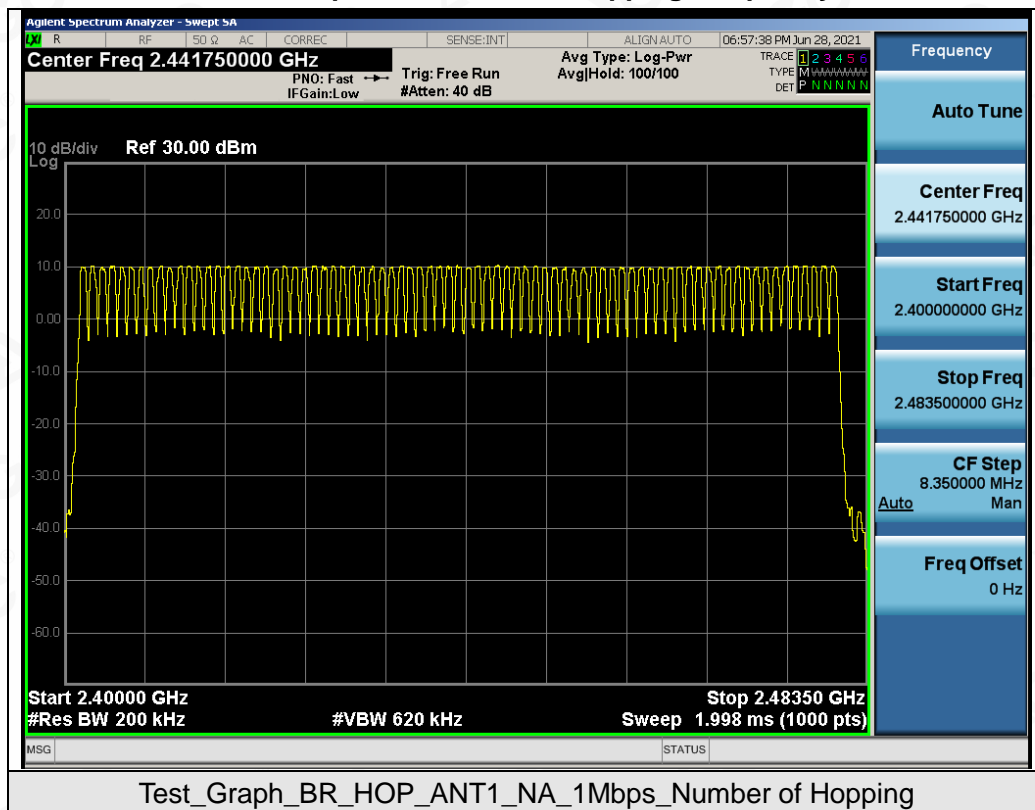 Agilent Spectrum Analyzer - Swept SA
LXI R RF 50 Ω AC CORREC SENSE:INT ALIGN AUTO 06:57:38 PM Jun 28, 2021
Center Freq 2.441750000 GHz
PNO: Fast
IFGain:Low
Trig: Free Run
#Atten: 40 dB
Avg Type: Log-Pwr
Avg|Hold: 100/100
TRACE 1 2 3 4 5 6
TYPE M
DET P N N N N N
10 dB/div Ref 30.00 dBm
Log
20.0
10.0
0.00
-10.0
-20.0
-30.0
-40.0
-50.0
-60.0
Start 2.40000 GHz Stop 2.48350 GHz
#Res BW 200 kHz #VBW 620 kHz Sweep 1.998 ms (1000 pts)
MSG STATUS
Frequency
Auto Tune
Center Freq
2.441750000 GHz
Start Freq
2.400000000 GHz
Stop Freq
2.483500000 GHz
CF Step
8.350000 MHz
Auto Man
Freq Offset
0 Hz
Test_Graph_BR_HOP_ANT1_NA_1Mbps_Number of Hopping